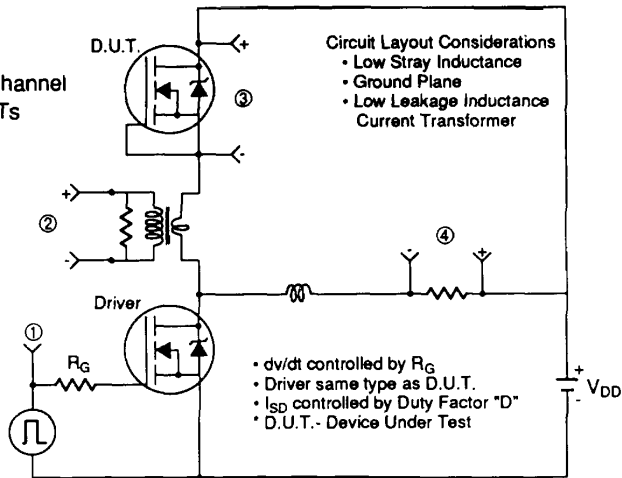 D.U.T.
+
Circuit Layout Considerations
• Low Stray Inductance
• Ground Plane
• Low Leakage Inductance
Current Transformer
hannel
Ts
③
-
+
②
-
④
-
+
Driver
①
R_G
• dv/dt controlled by R_G
• Driver same type as D.U.T.
• I_SD controlled by Duty Factor "D"
* D.U.T.- Device Under Test
+
V_DD
-